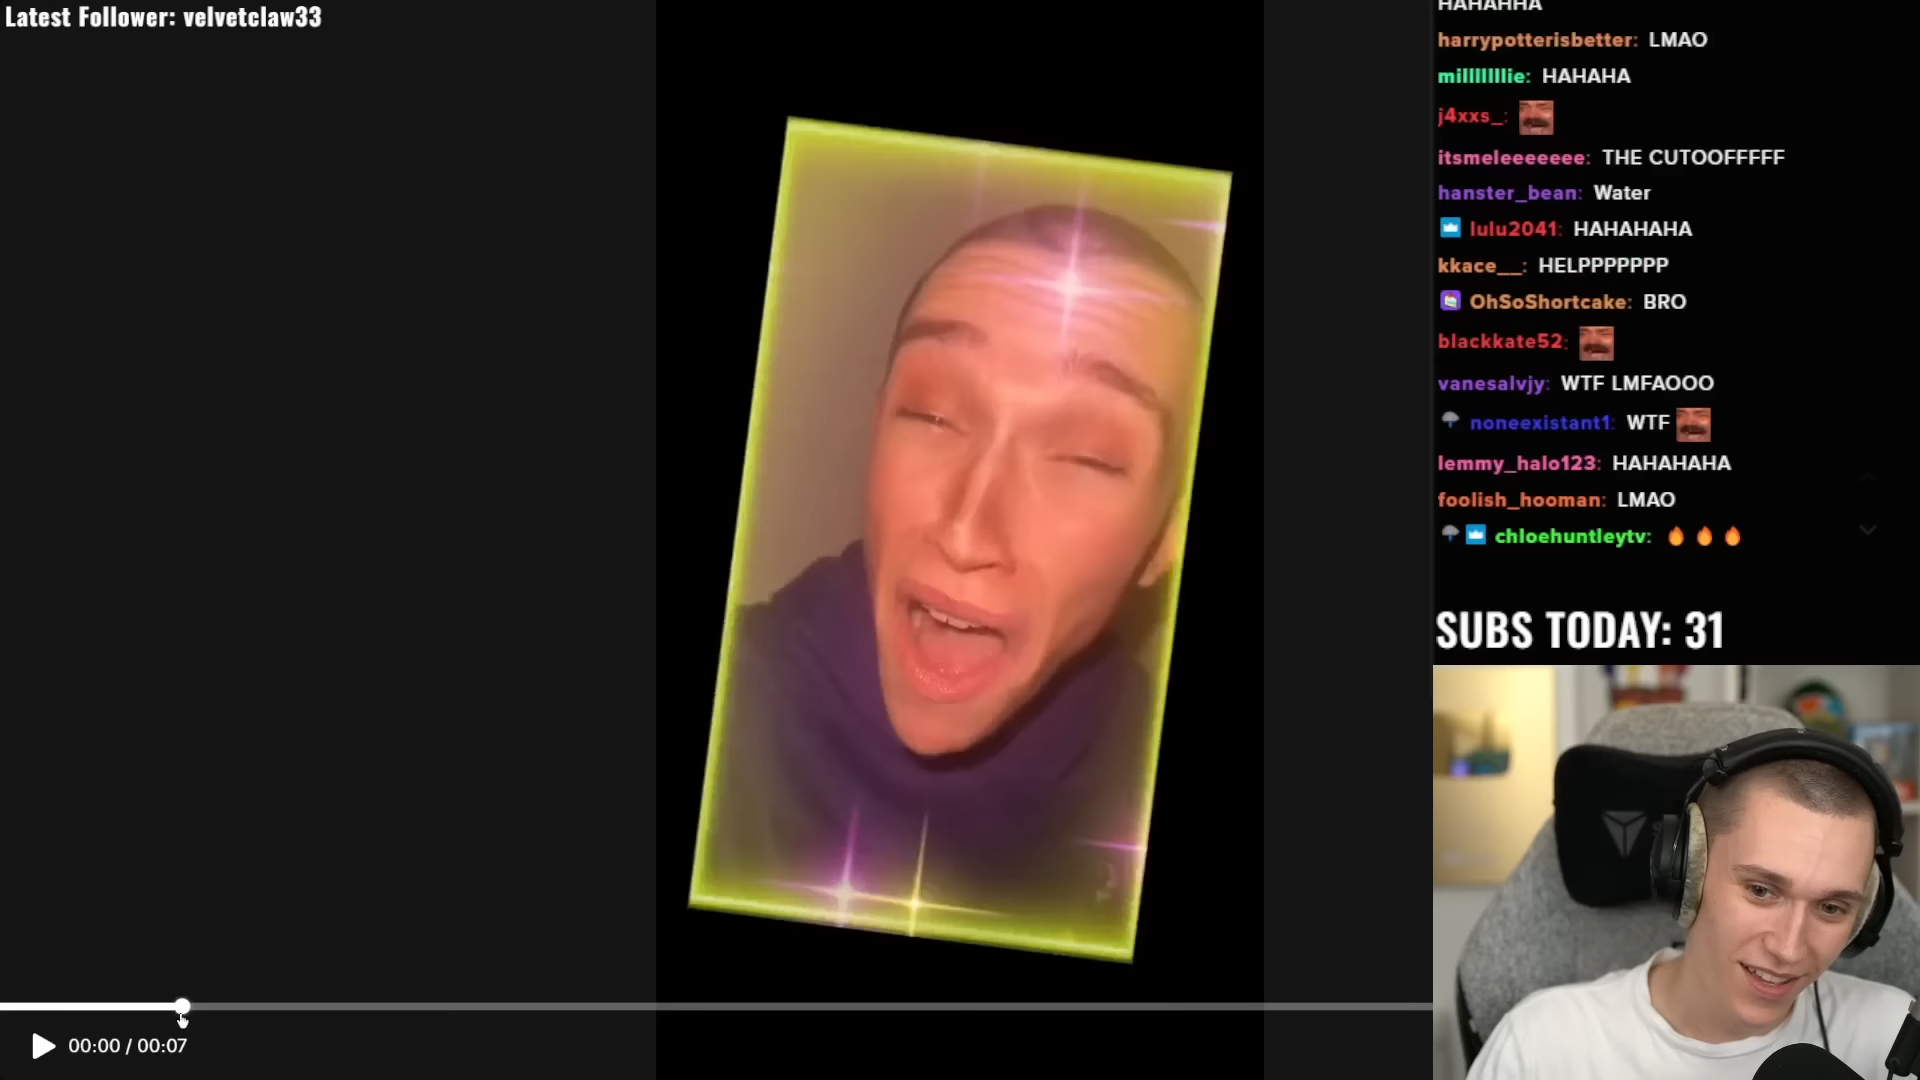 Latest Follower: velvetclaw33
HAHAHHA
harrypotterisbetter: LMAO
millllllllie: HAHAHA
j4xxs_:
itsmeleeeeeee: THE CUTOOFFFFF
hanster_bean: Water
lulu2041: HAHAHAHA
kkace__: HELPPPPPPP
OhSoShortcake: BRO
blackkate52:
vanesalvjy: WTF LMFAOOO
noneexistant1: WTF
lemmy_halo123: HAHAHAHA
foolish_hooman: LMAO
chloehuntleytv: 🔥 🔥 🔥
SUBS TODAY: 31
00:00 / 00:07